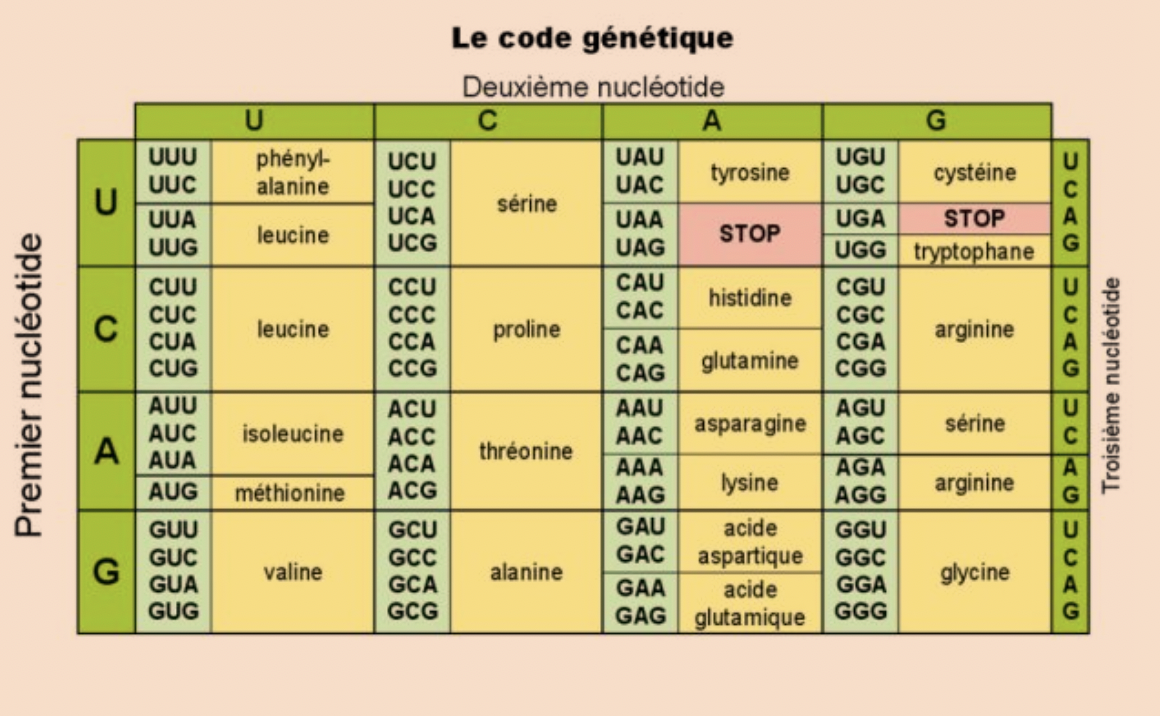 Le code génétique
Deuxième nucléotide
U C A G
Premier nucléotide
Troisième nucléotide
U
UUU phényl- UCU UAU tyrosine UGU cystéine U
UUC alanine UCC sérine UAC UGC C
UUA leucine UCA UAA STOP UGA STOP A
UUG UCG UAG UGG tryptophane G
C
CUU leucine CCU proline CAU histidine CGU arginine U
CUC CCC CAC CGC C
CUA CCA CAA glutamine CGA A
CUG CCG CAG CGG G
A
AUU isoleucine ACU thréonine AAU asparagine AGU sérine U
AUC ACC AAC AGC C
AUA ACA AAA lysine AGA arginine A
AUG méthionine ACG AAG AGG G
G
GUU valine GCU alanine GAU acide GGU glycine U
GUC GCC GAC aspartique GGC C
GUA GCA GAA acide GGA A
GUG GCG GAG glutamique GGG G